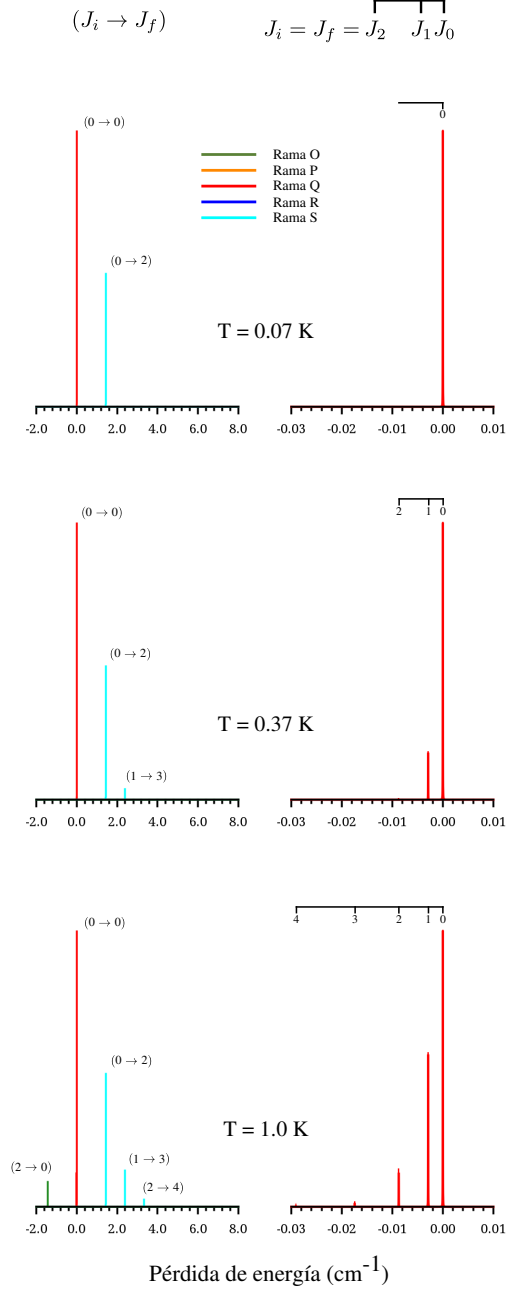 (J_i → J_f)
J_i = J_f = J_2 J_1 J_0
(0 → 0)
0
Rama O
Rama P
Rama Q
Rama R
Rama S
(0 → 2)
T = 0.07 K
-2.0 0.0 2.0 4.0 6.0 8.0
-0.03 -0.02 -0.01 0.00 0.01
(0 → 0)
2 1 0
(0 → 2)
(1 → 3)
T = 0.37 K
-2.0 0.0 2.0 4.0 6.0 8.0
-0.03 -0.02 -0.01 0.00 0.01
(0 → 0)
4 3 2 1 0
(0 → 2)
T = 1.0 K
(1 → 3)
(2 → 0)
(2 → 4)
-2.0 0.0 2.0 4.0 6.0 8.0
-0.03 -0.02 -0.01 0.00 0.01
Pérdida de energía (cm⁻¹)